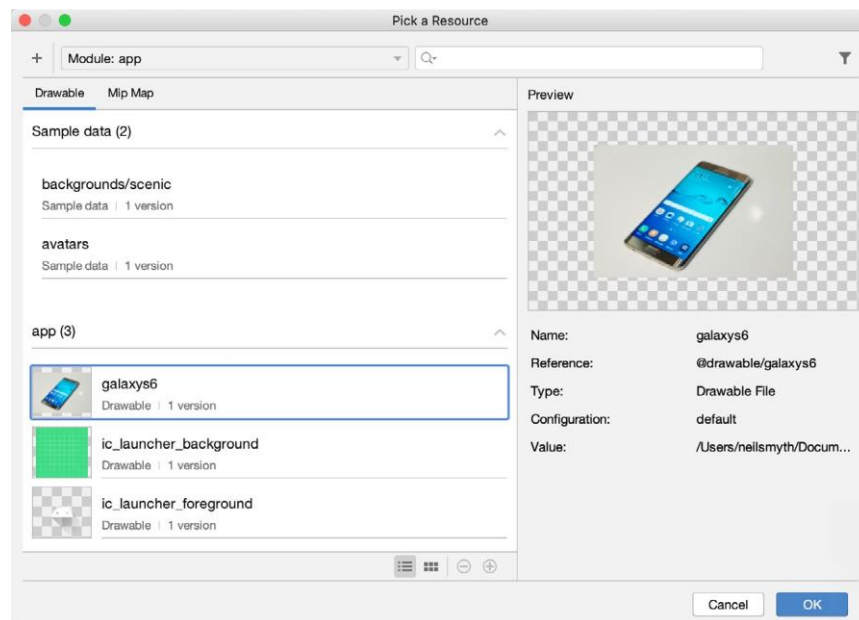 Pick a Resource
Module: app
Drawable Mip Map
Sample data (2)
backgrounds/scenic
Sample data | 1 version
avatars
Sample data | 1 version
app (3)
galaxys6
Drawable | 1 version
ic_launcher_background
Drawable | 1 version
ic_launcher_foreground
Drawable | 1 version
Preview
Name: galaxys6
Reference: @drawable/galaxys6
Type: Drawable File
Configuration: default
Value: /Users/neilsmyth/Docum...
Cancel OK